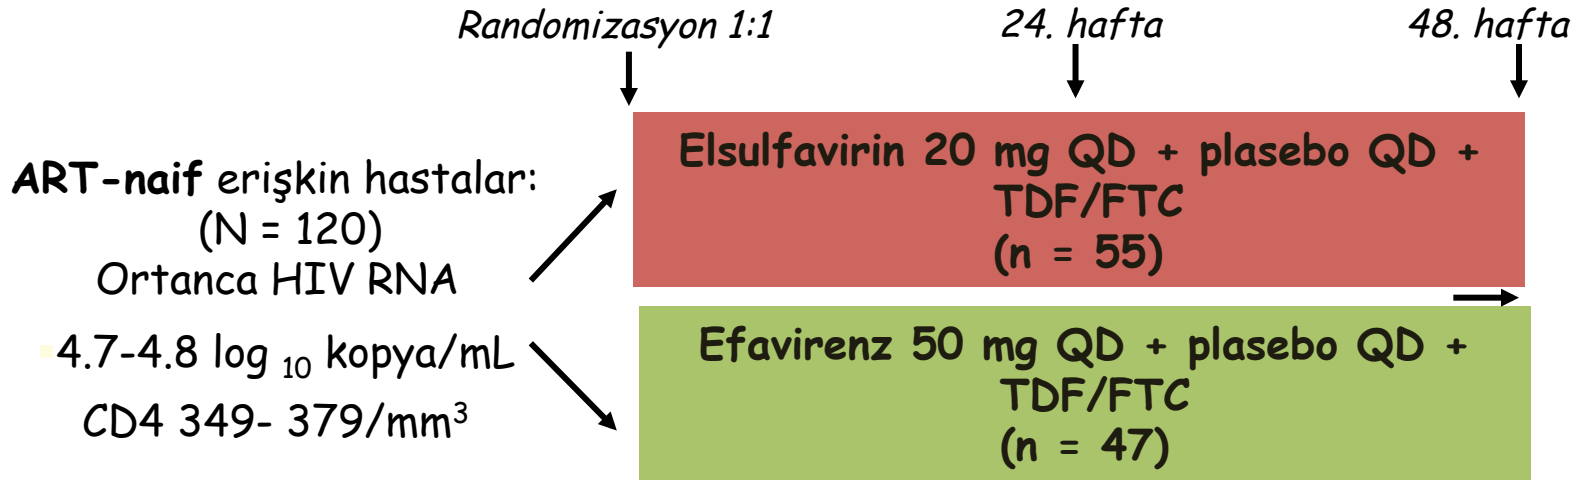 Randomizasyon 1:1
24. hafta
48. hafta
ART-naif erişkin hastalar:
(N = 120)
Ortanca HIV RNA
4.7-4.8 log 10 kopya/mL
CD4 349- 379/mm3
Elsulfavirin 20 mg QD + plasebo QD +
TDF/FTC
(n = 55)
Efavirenz 50 mg QD + plasebo QD +
TDF/FTC
(n = 47)